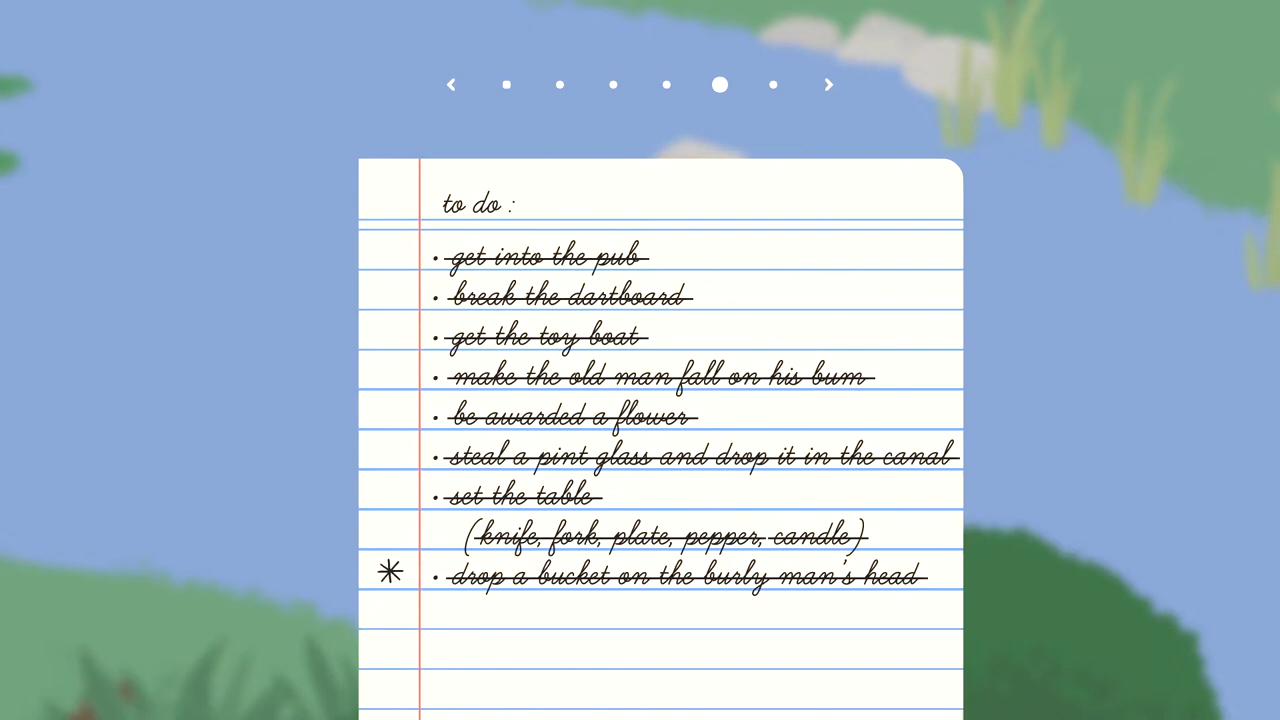 to do :
• get into the pub
• break the dartboard
• get the toy boat
• make the old man fall on his bum
• be awarded a flower
• steal a pint glass and drop it in the canal
• set the table
(knife, fork, plate, pepper, candle)
• drop a bucket on the burly man's head